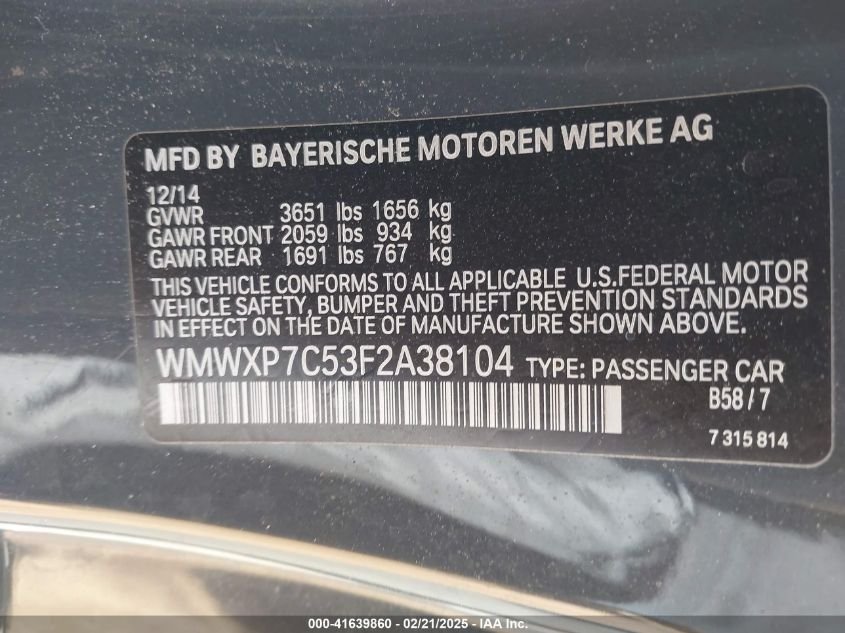 MFD BY BAYERISCHE MOTOREN WERKE AG
12/14
GVWR 3651 lbs 1656 kg
GAWR FRONT 2059 lbs 934 kg
GAWR REAR 1691 lbs 767 kg
THIS VEHICLE CONFORMS TO ALL APPLICABLE U.S.FEDERAL MOTOR
VEHICLE SAFETY, BUMPER AND THEFT PREVENTION STANDARDS
IN EFFECT ON THE DATE OF MANUFACTURE SHOWN ABOVE.
WMWXP7C53F2A38104 TYPE: PASSENGER CAR
B58/7
7 315 814
000-41639860 - 02/21/2025 - IAA Inc.